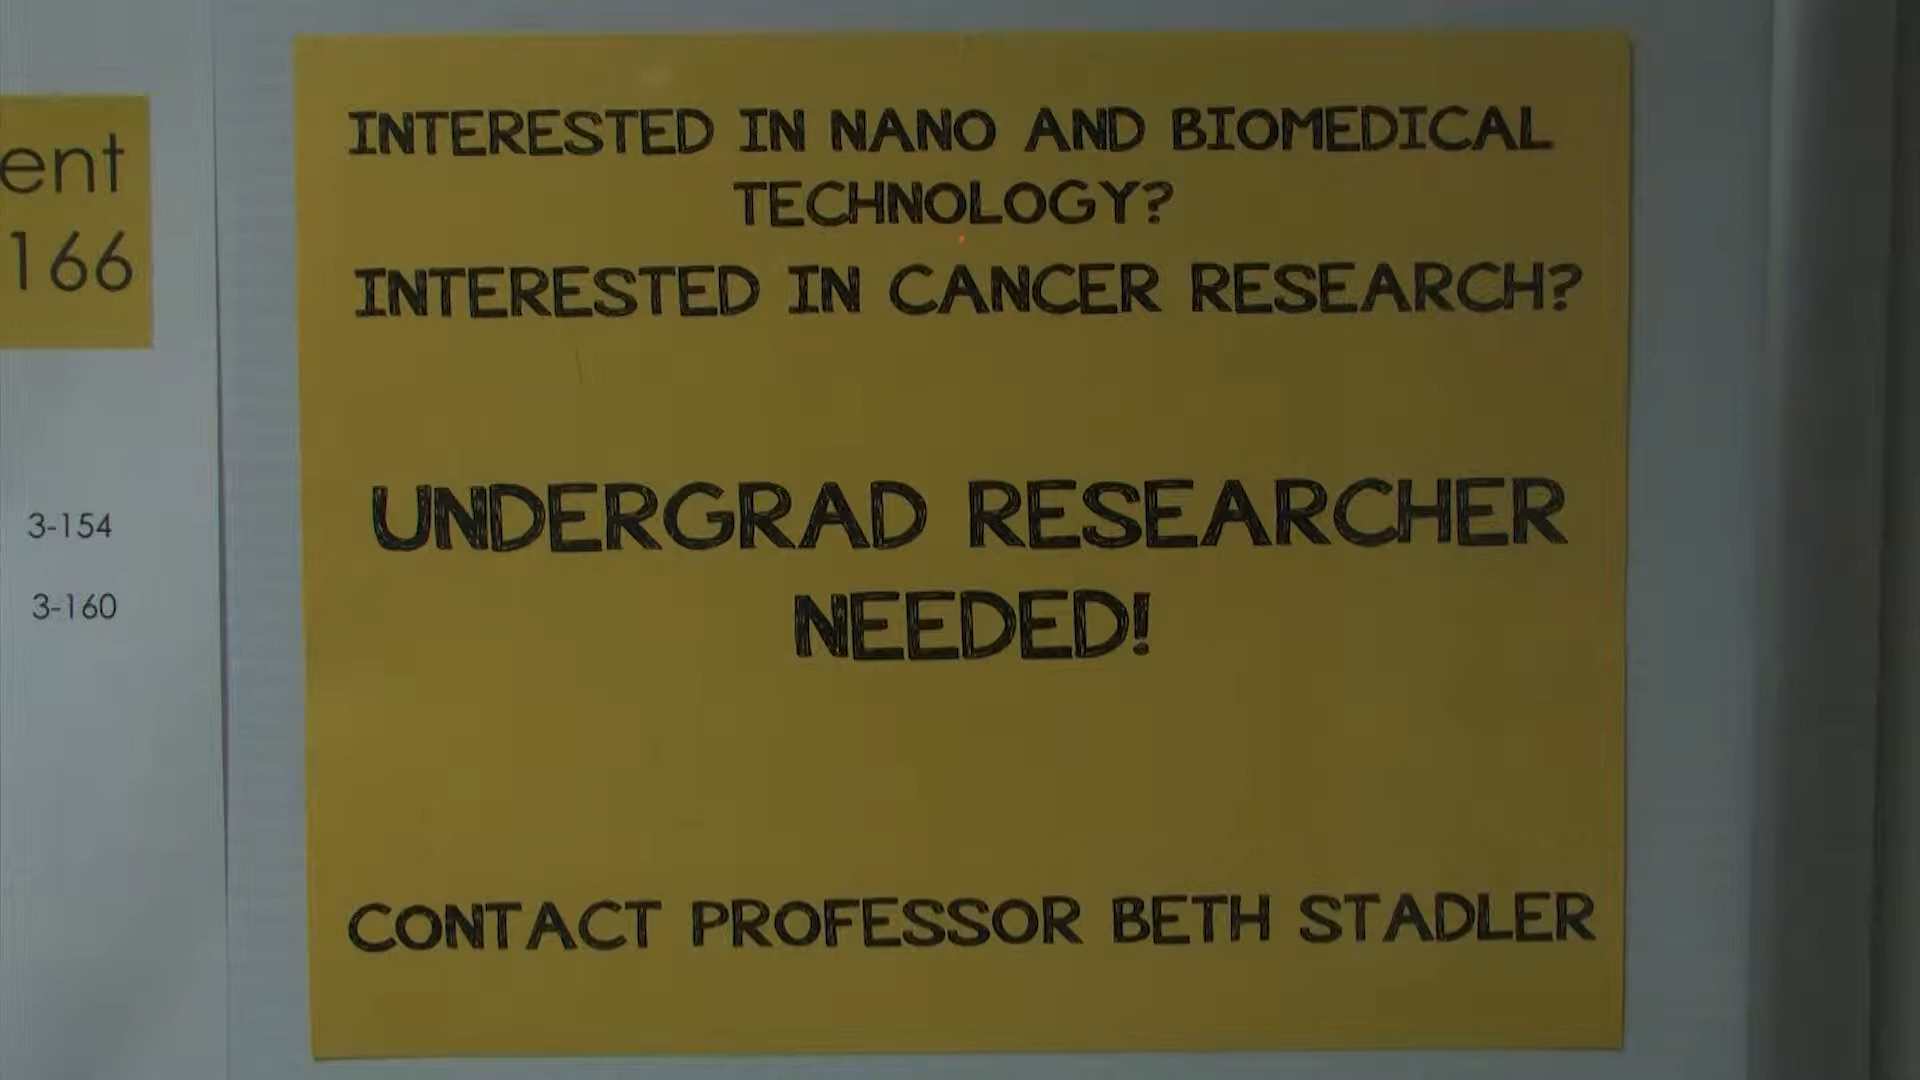 ent
166
3-154
3-160
INTERESTED IN NANO AND BIOMEDICAL
TECHNOLOGY?
INTERESTED IN CANCER RESEARCH?
UNDERGRAD RESEARCHER
NEEDED!
CONTACT PROFESSOR BETH STADLER